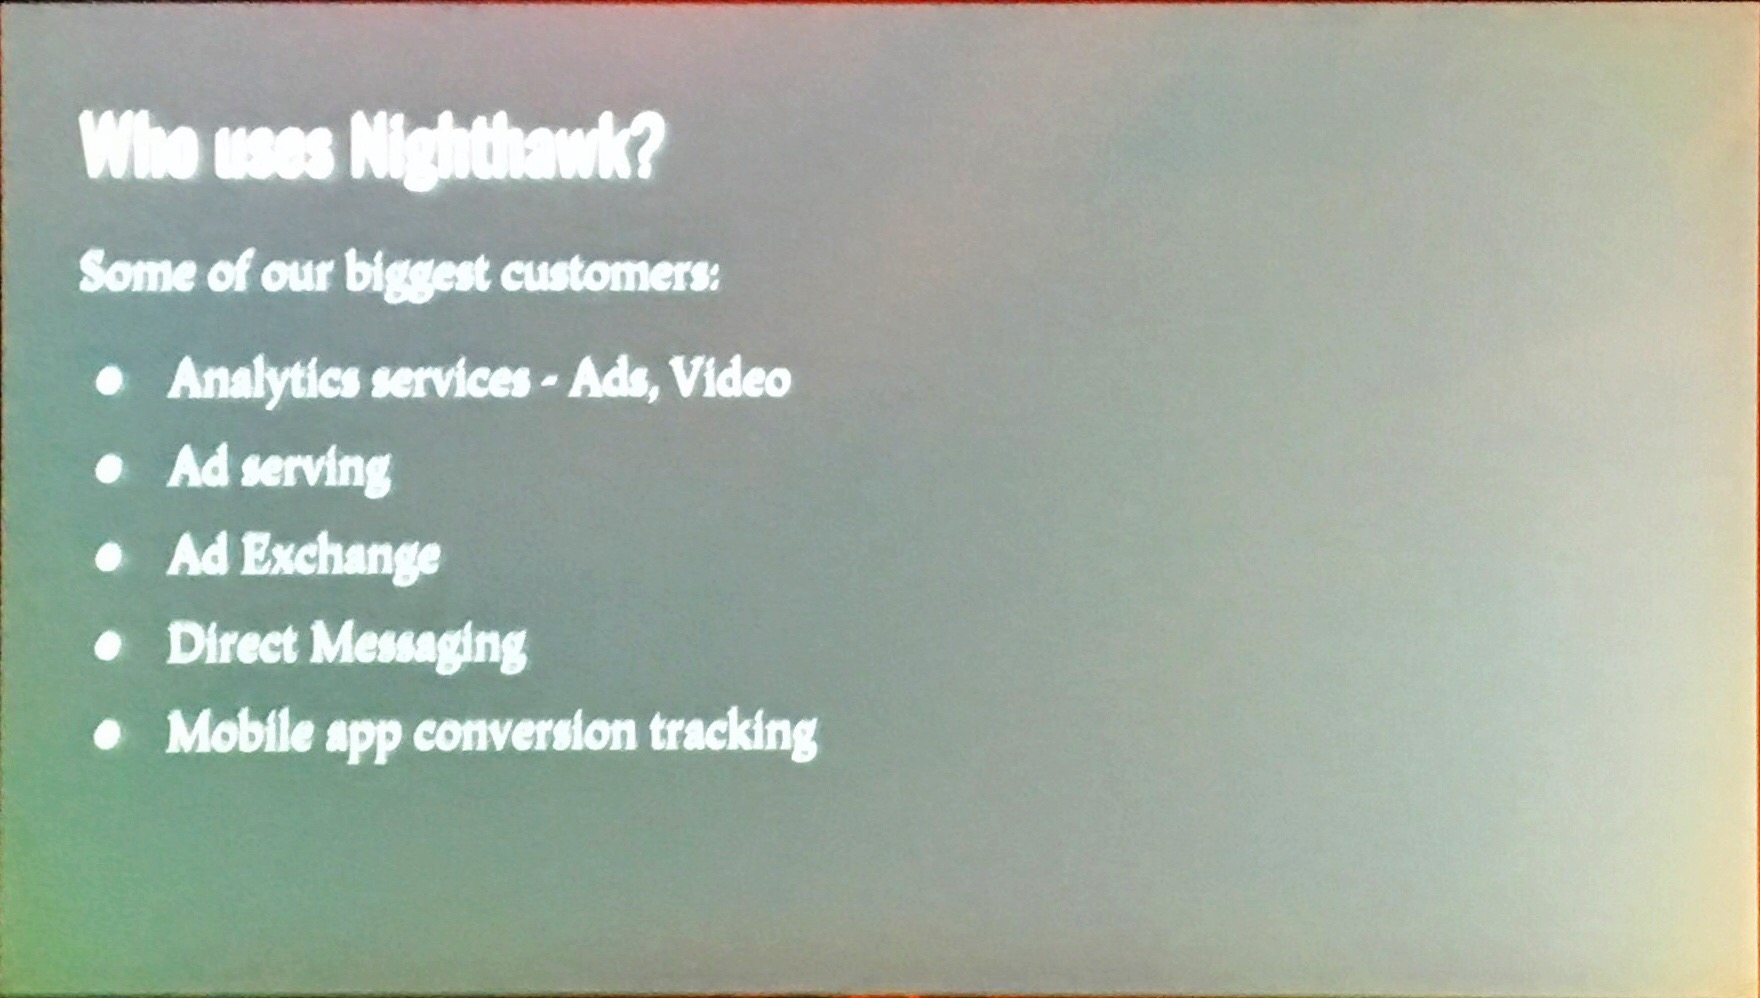 Who uses Nighthawk?
Some of our biggest customers:
● Analytics services - Ads, Video
● Ad serving
● Ad Exchange
● Direct Messaging
● Mobile app conversion tracking